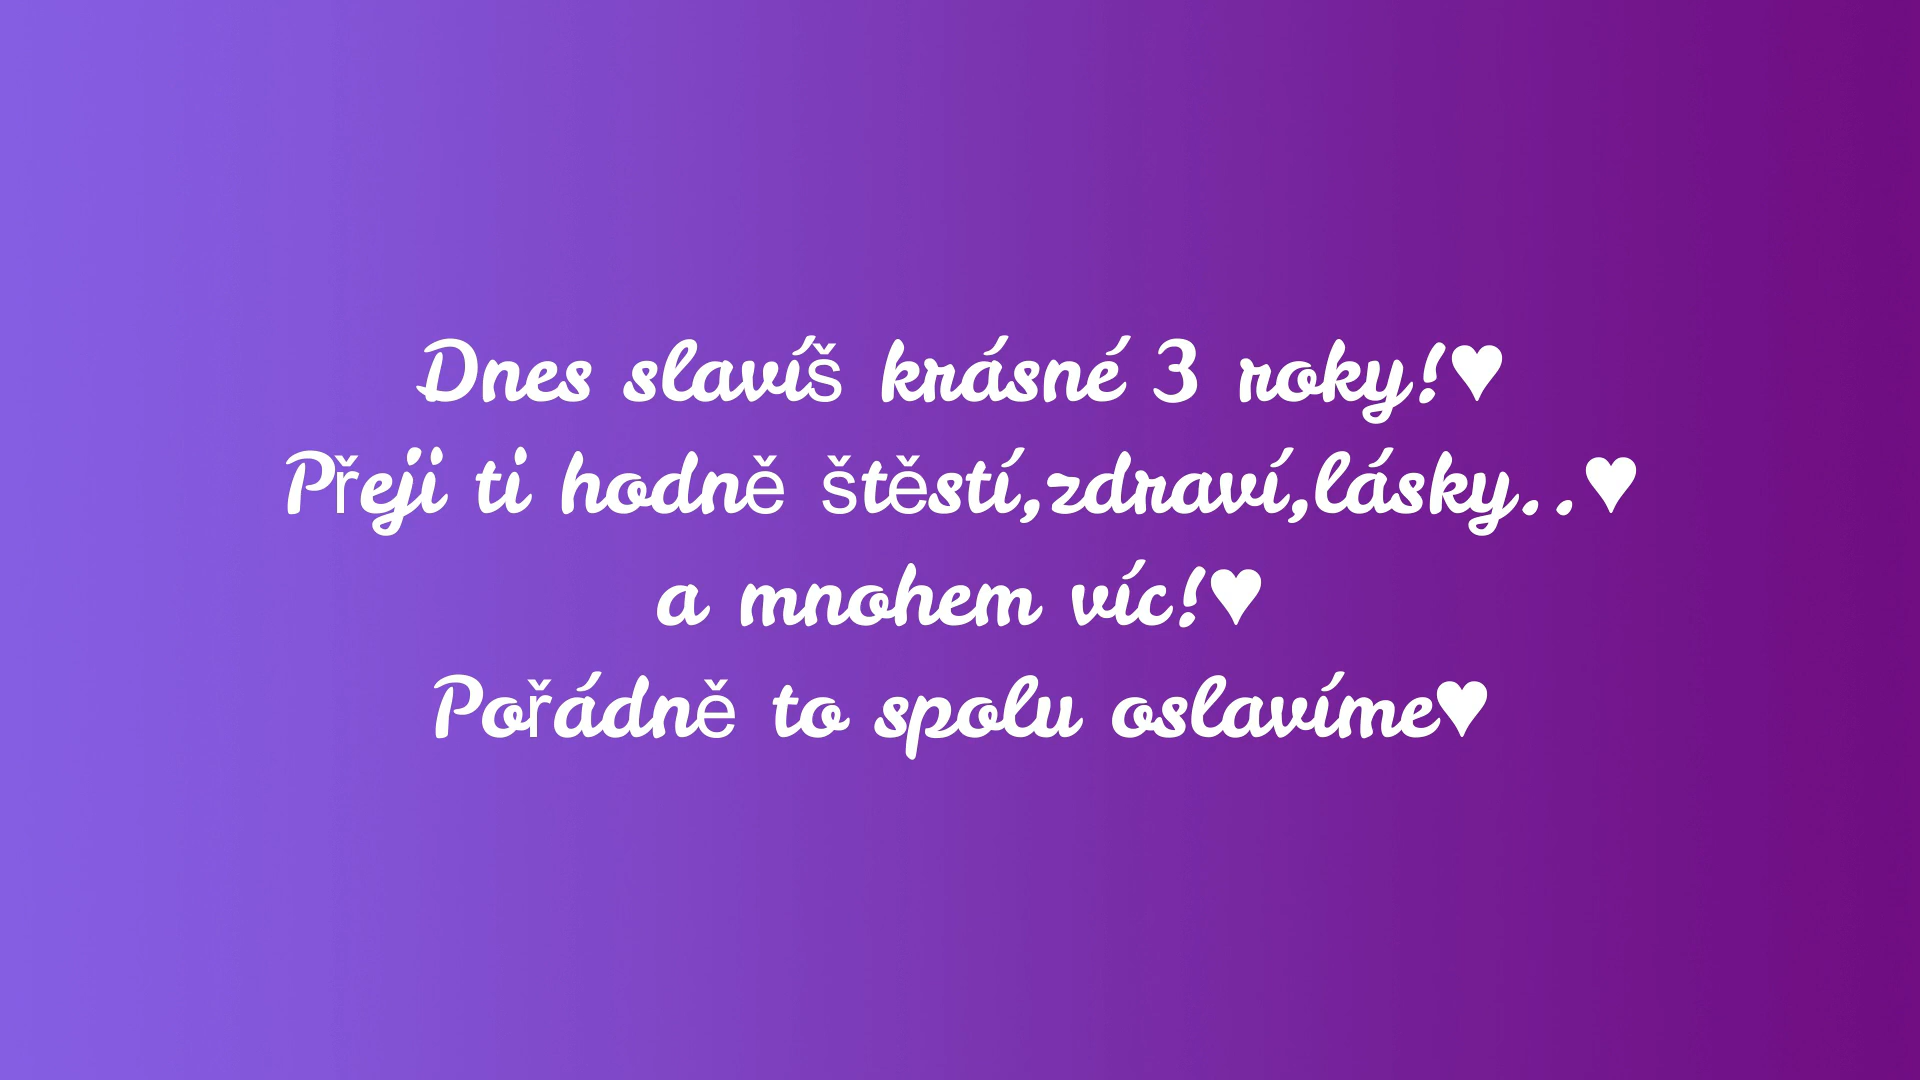 Dnes slavíš krásné 3 roky!♥
Přeji ti hodně štěstí,zdraví,lásky..♥
a mnohem víc!♥
Pořádně to spolu oslavíme♥